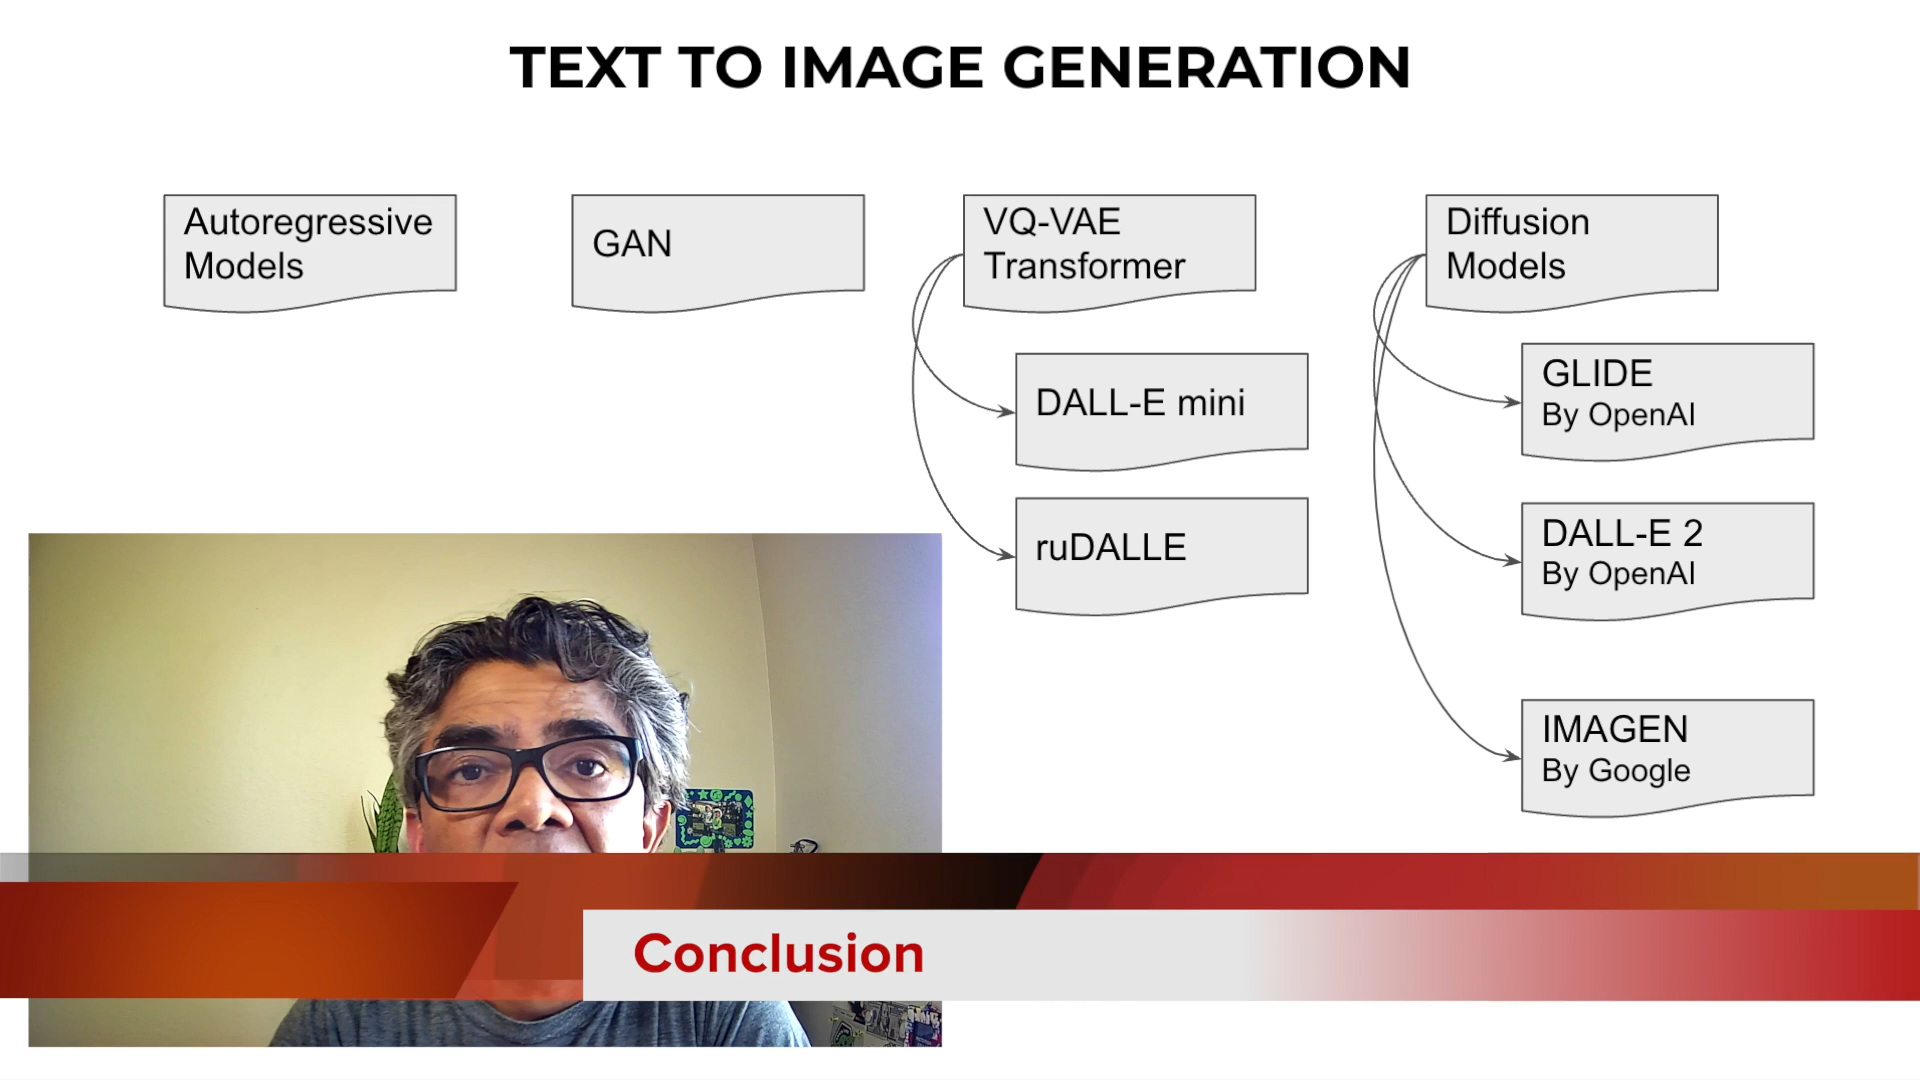 TEXT TO IMAGE GENERATION
Autoregressive
Models
GAN
VQ-VAE
Transformer
DALL-E mini
ruDALLE
Diffusion
Models
GLIDE
By OpenAI
DALL-E 2
By OpenAI
IMAGEN
By Google
Conclusion